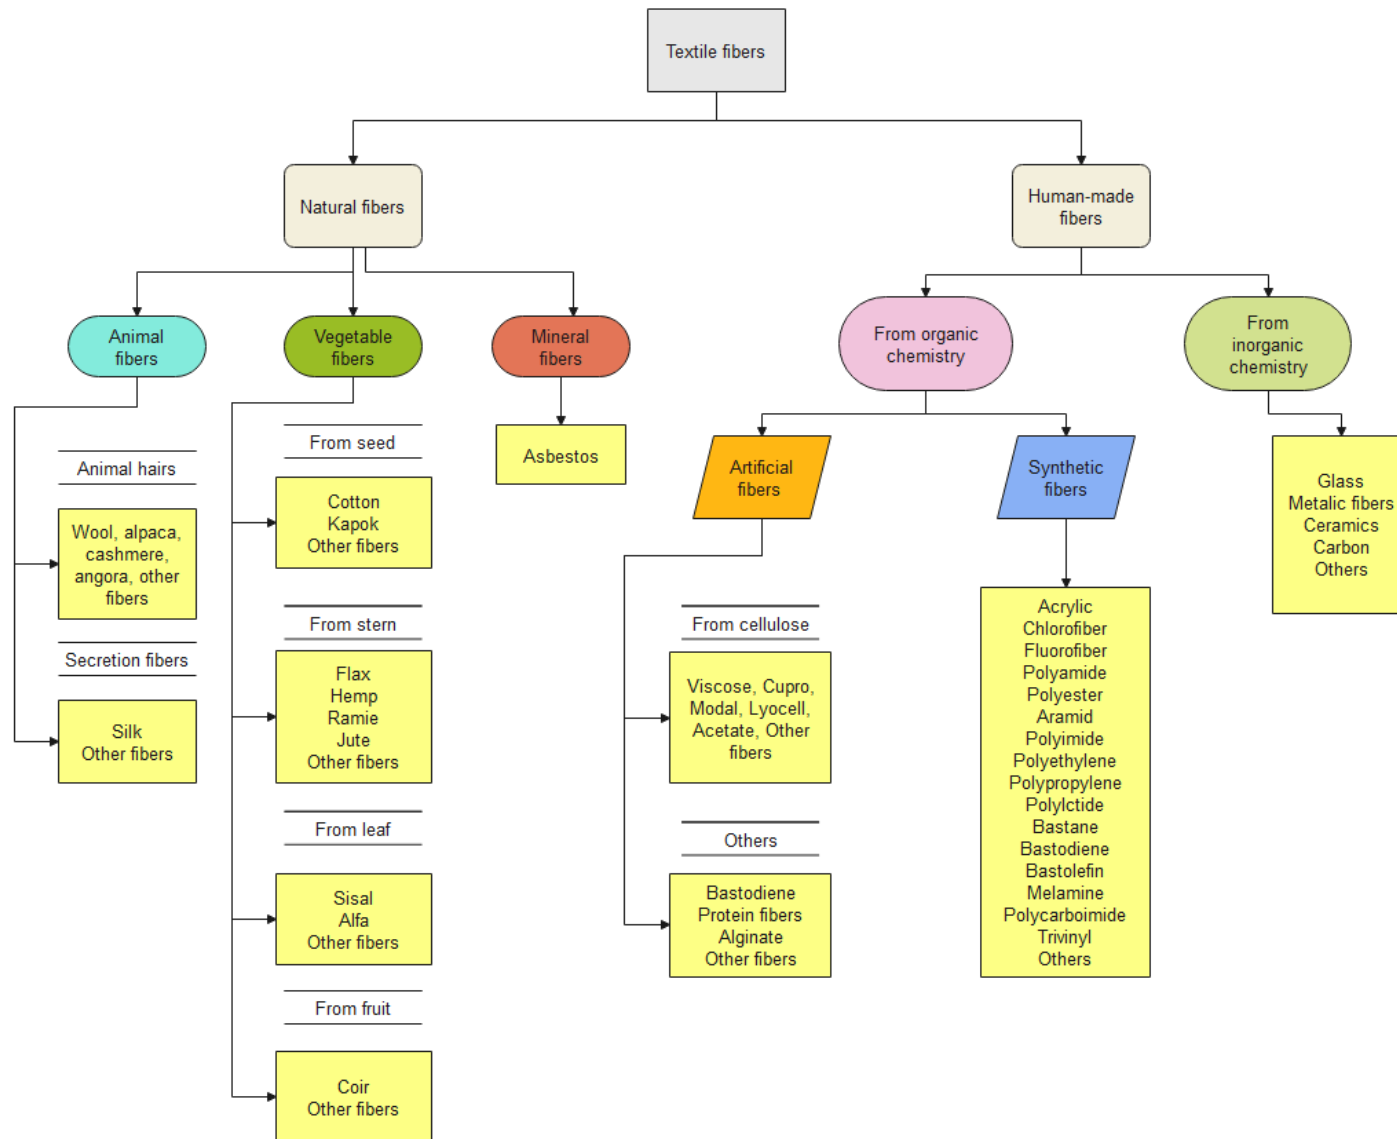 Textile fibers
Natural fibers
Human-made
fibers
Animal
fibers
Vegetable
fibers
Mineral
fibers
From organic
chemistry
From
inorganic
chemistry
Animal hairs
Wool, alpaca,
cashmere,
angora, other
fibers
Secretion fibers
Silk
Other fibers
From seed
Cotton
Kapok
Other fibers
From stern
Flax
Hemp
Ramie
Jute
Other fibers
From leaf
Sisal
Alfa
Other fibers
From fruit
Coir
Other fibers
Asbestos
Artificial
fibers
Synthetic
fibers
From cellulose
Viscose, Cupro,
Modal, Lyocell,
Acetate, Other
fibers
Others
Bastodiene
Protein fibers
Alginate
Other fibers
Acrylic
Chlorofiber
Fluorofiber
Polyamide
Polyester
Aramid
Polyimide
Polyethylene
Polypropylene
Polylctide
Bastane
Bastodiene
Bastolefin
Melamine
Polycarboimide
Trivinyl
Others
Glass
Metalic fibers
Ceramics
Carbon
Others